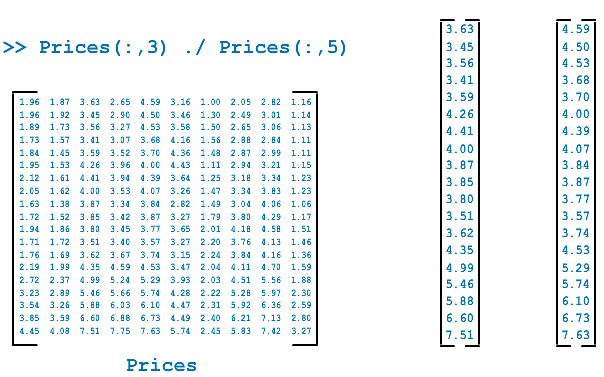 >> Prices(:,3) ./ Prices(:,5)
1.96 1.87 3.63 2.65 4.59 3.16 1.00 2.05 2.82 1.16
1.96 1.92 3.45 2.90 4.50 3.46 1.30 2.49 3.01 1.14
1.89 1.73 3.56 3.27 4.53 3.58 1.50 2.65 3.06 1.13
1.73 1.57 3.41 3.07 3.68 4.16 1.56 2.88 2.84 1.11
1.84 1.45 3.59 3.52 3.70 4.36 1.48 2.87 2.99 1.11
1.95 1.53 4.26 3.96 4.00 4.43 1.11 2.94 3.21 1.15
2.12 1.61 4.41 3.94 4.39 3.64 1.25 3.18 3.34 1.23
2.05 1.62 4.00 3.53 4.07 3.26 1.47 3.34 3.83 1.23
1.63 1.38 3.87 3.34 3.84 2.82 1.49 3.04 4.06 1.06
1.72 1.52 3.85 3.42 3.87 3.27 1.79 3.80 4.29 1.17
1.94 1.86 3.80 3.45 3.77 3.65 2.01 4.18 4.58 1.51
1.71 1.72 3.51 3.40 3.57 3.27 2.20 3.76 4.13 1.46
1.76 1.69 3.62 3.67 3.74 3.15 2.24 3.84 4.16 1.36
2.19 1.99 4.35 4.59 4.53 3.47 2.04 4.11 4.70 1.59
2.72 2.37 4.99 5.24 5.29 3.93 2.03 4.51 5.56 1.88
3.23 2.89 5.46 5.66 5.74 4.28 2.22 5.28 5.97 2.30
3.54 3.26 5.88 6.03 6.10 4.47 2.31 5.92 6.36 2.59
3.85 3.59 6.60 6.88 6.73 4.49 2.40 6.21 7.13 2.80
4.45 4.08 7.51 7.75 7.63 5.74 2.45 5.83 7.42 3.27
Prices
3.63
3.45
3.56
3.41
3.59
4.26
4.41
4.00
3.87
3.85
3.80
3.51
3.62
4.35
4.99
5.46
5.88
6.60
7.51
4.59
4.50
4.53
3.68
3.70
4.00
4.39
4.07
3.84
3.87
3.77
3.57
3.74
4.53
5.29
5.74
6.10
6.73
7.63